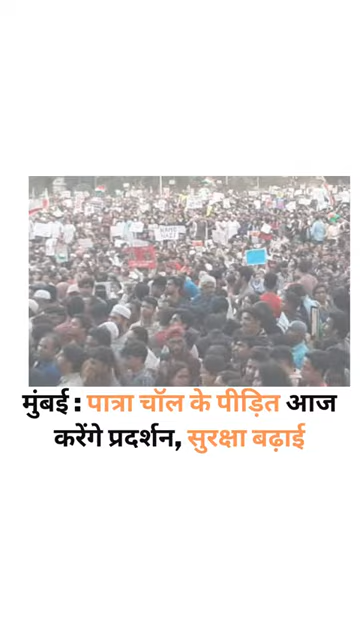 मुंबई : पात्रा चॉल के पीड़ित आज
करेंगे प्रदर्शन, सुरक्षा बढ़ाई